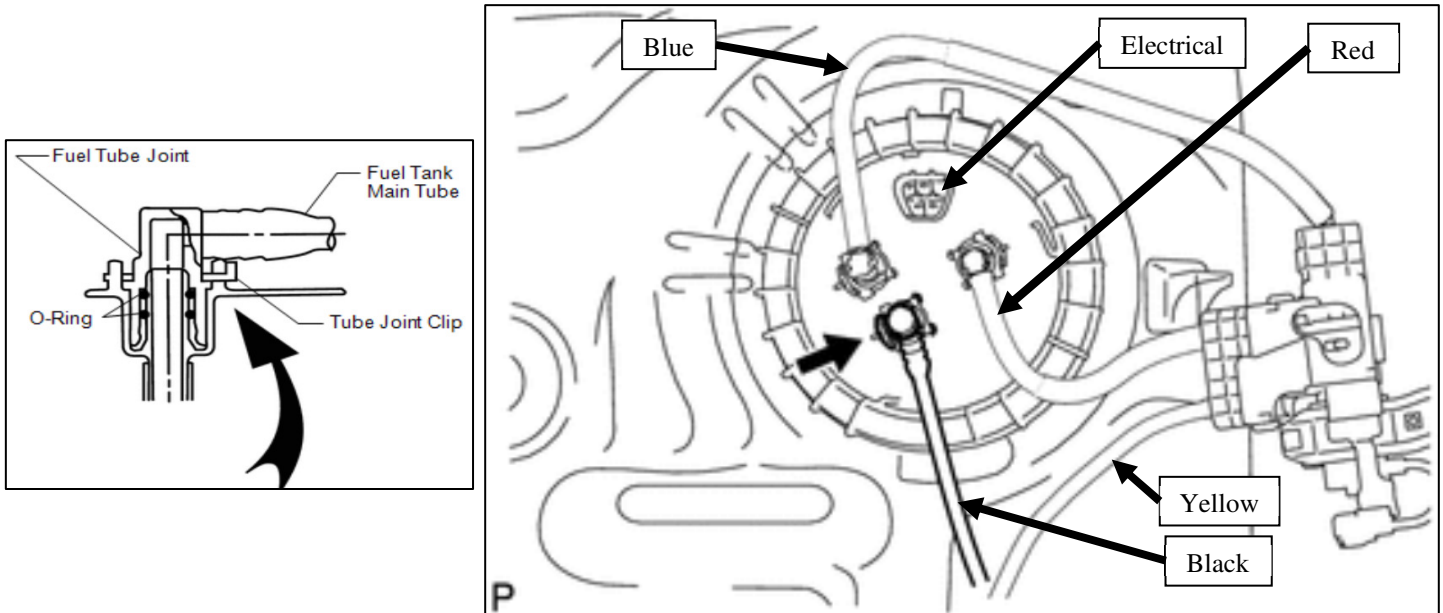 Fuel Tube Joint
Fuel Tank
Main Tube
O-Ring
Tube Joint Clip
Blue
Electrical
Red
Yellow
Black
P